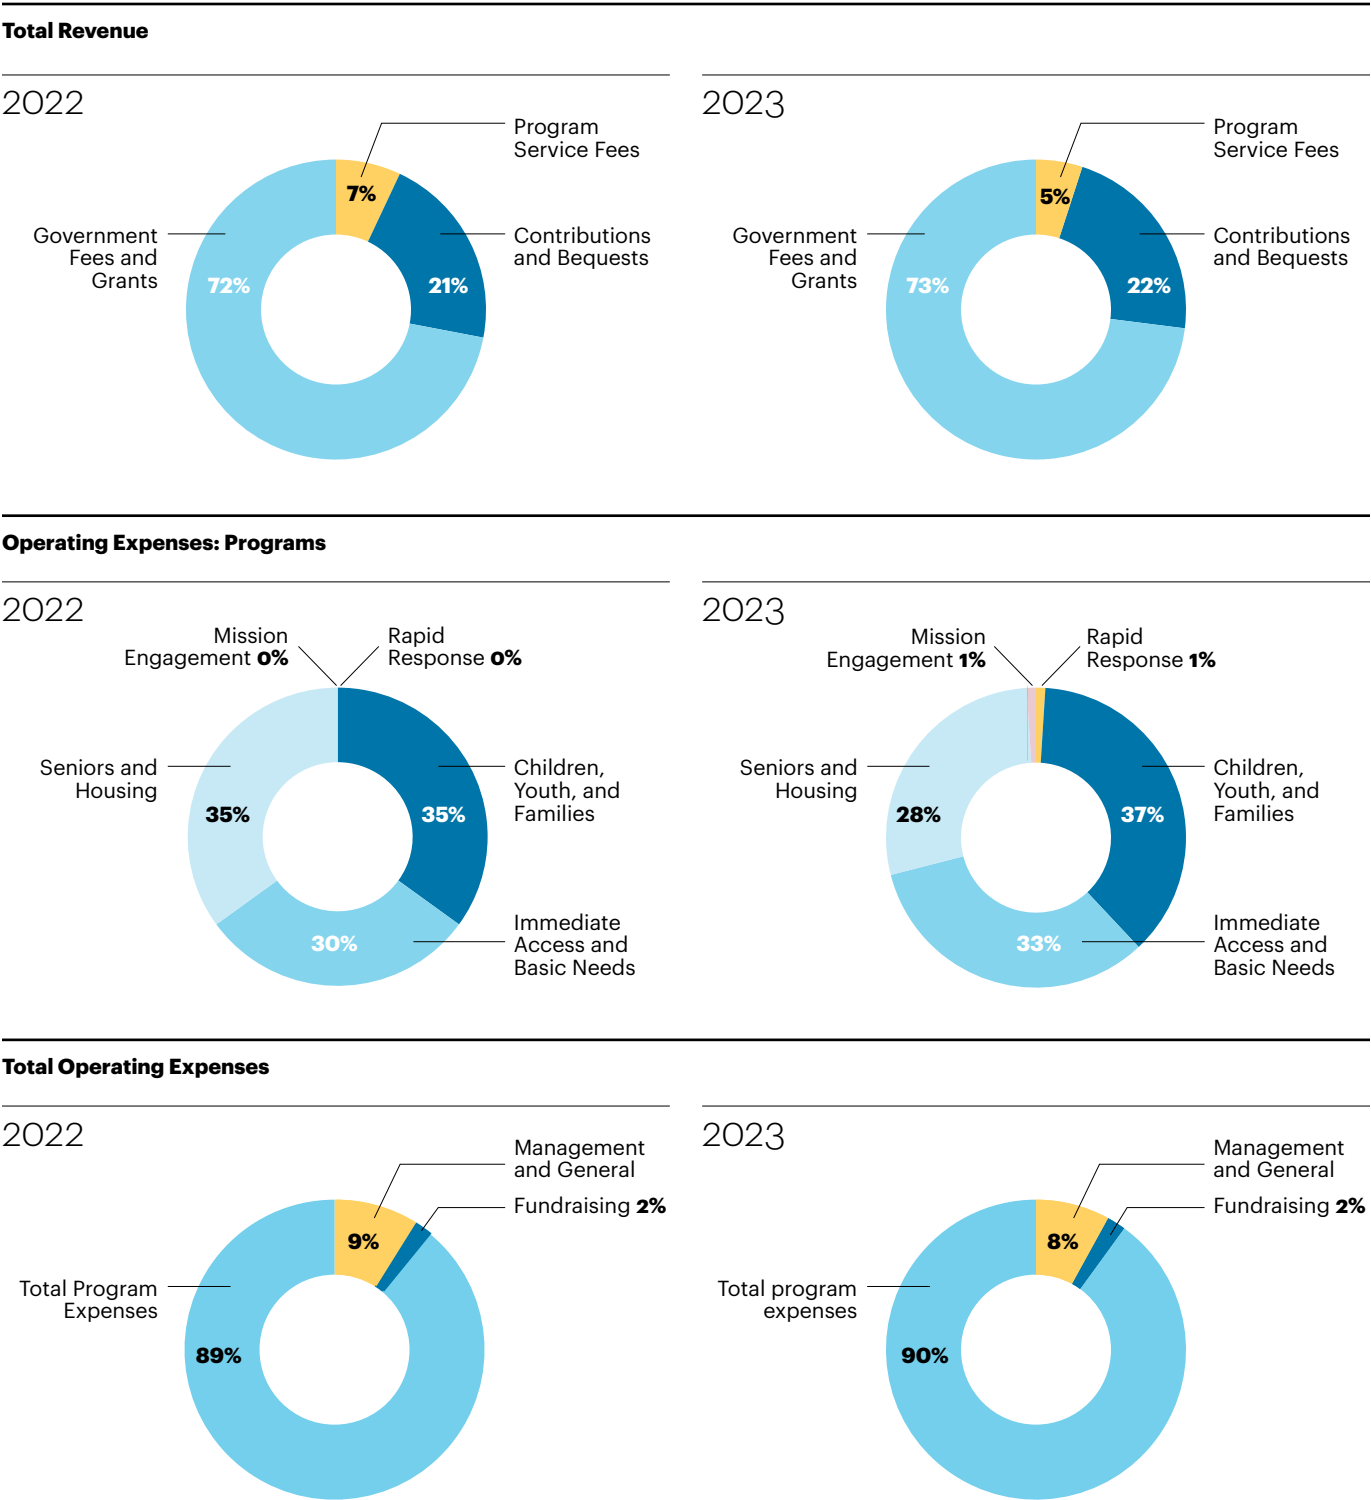 Total Revenue
2022
Program
Service Fees
7%
Government
Fees and
Grants
72%
Contributions
and Bequests
21%
2023
Program
Service Fees
5%
Government
Fees and
Grants
73%
Contributions
and Bequests
22%
Operating Expenses: Programs
2022
Mission
Engagement 0%
Rapid
Response 0%
Seniors and
Housing
35%
Children,
Youth, and
Families
35%
Immediate
Access and
Basic Needs
30%
2023
Mission
Engagement 1%
Rapid
Response 1%
Seniors and
Housing
28%
Children,
Youth, and
Families
37%
Immediate
Access and
Basic Needs
33%
Total Operating Expenses
2022
Management
and General
9%
Fundraising 2%
Total Program
Expenses
89%
2023
Management
and General
8%
Fundraising 2%
Total program
expenses
90%